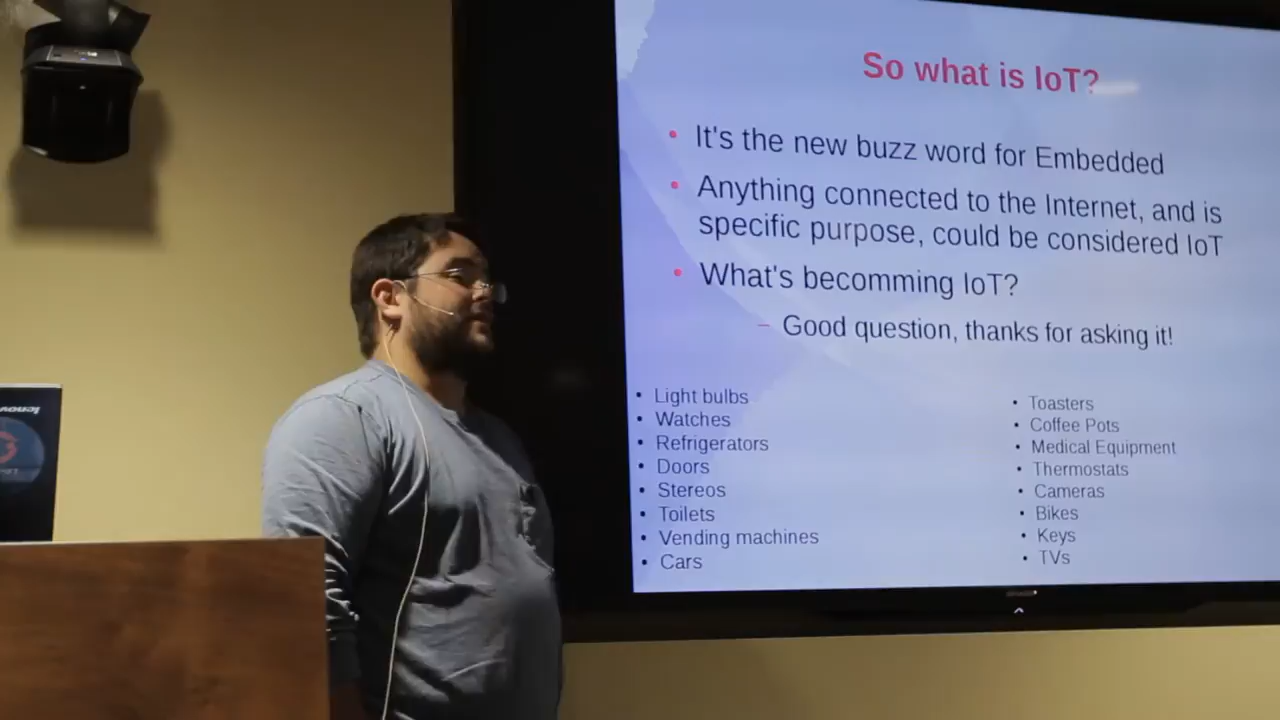 So what is IoT?
• It's the new buzz word for Embedded
• Anything connected to the Internet, and is
specific purpose, could be considered IoT
• What's becomming IoT?
– Good question, thanks for asking it!
• Light bulbs
• Watches
• Refrigerators
• Doors
• Stereos
• Toilets
• Vending machines
• Cars
• Toasters
• Coffee Pots
• Medical Equipment
• Thermostats
• Cameras
• Bikes
• Keys
• TVs
lenovo